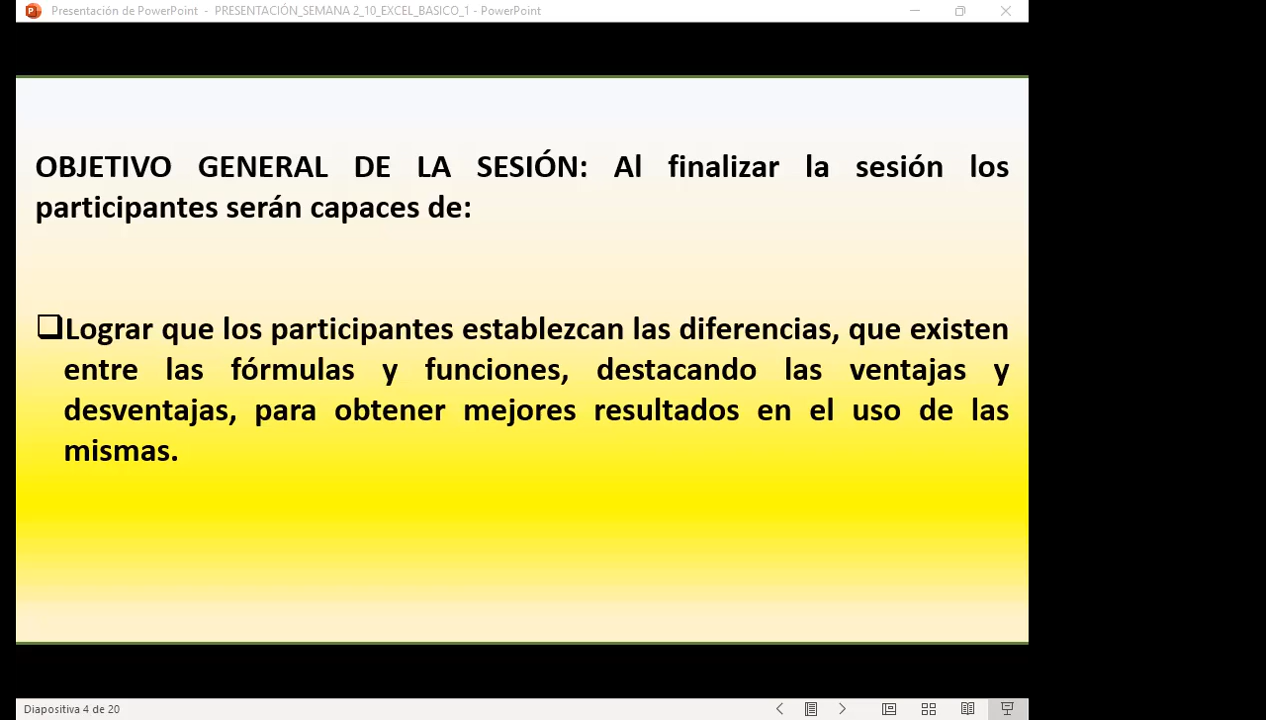 Presentación de PowerPoint - PRESENTACIÓN_SEMANA 2_10_EXCEL_BASICO_1 - PowerPoint
OBJETIVO GENERAL DE LA SESIÓN: Al finalizar la sesión los
participantes serán capaces de:
Lograr que los participantes establezcan las diferencias, que existen
entre las fórmulas y funciones, destacando las ventajas y
desventajas, para obtener mejores resultados en el uso de las
mismas.
Diapositiva 4 de 20